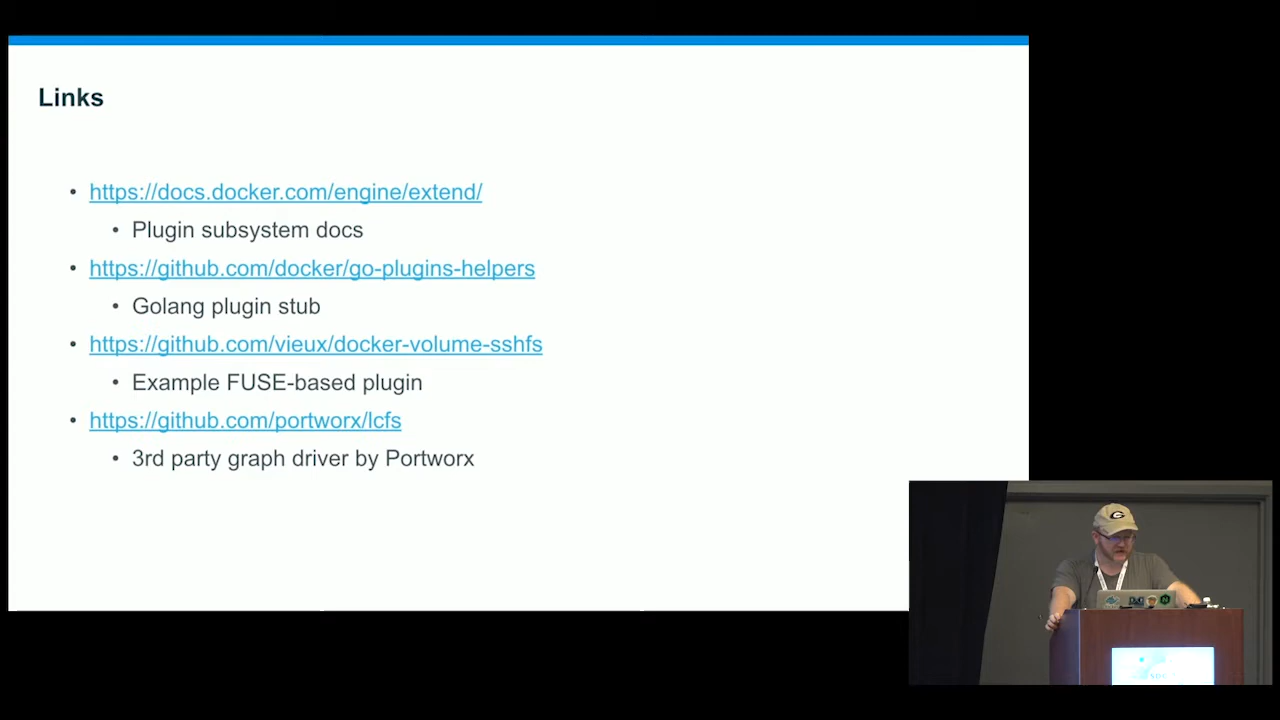 Links
• https://docs.docker.com/engine/extend/
• Plugin subsystem docs
• https://github.com/docker/go-plugins-helpers
• Golang plugin stub
• https://github.com/vieux/docker-volume-sshfs
• Example FUSE-based plugin
• https://github.com/portworx/lcfs
• 3rd party graph driver by Portworx
G